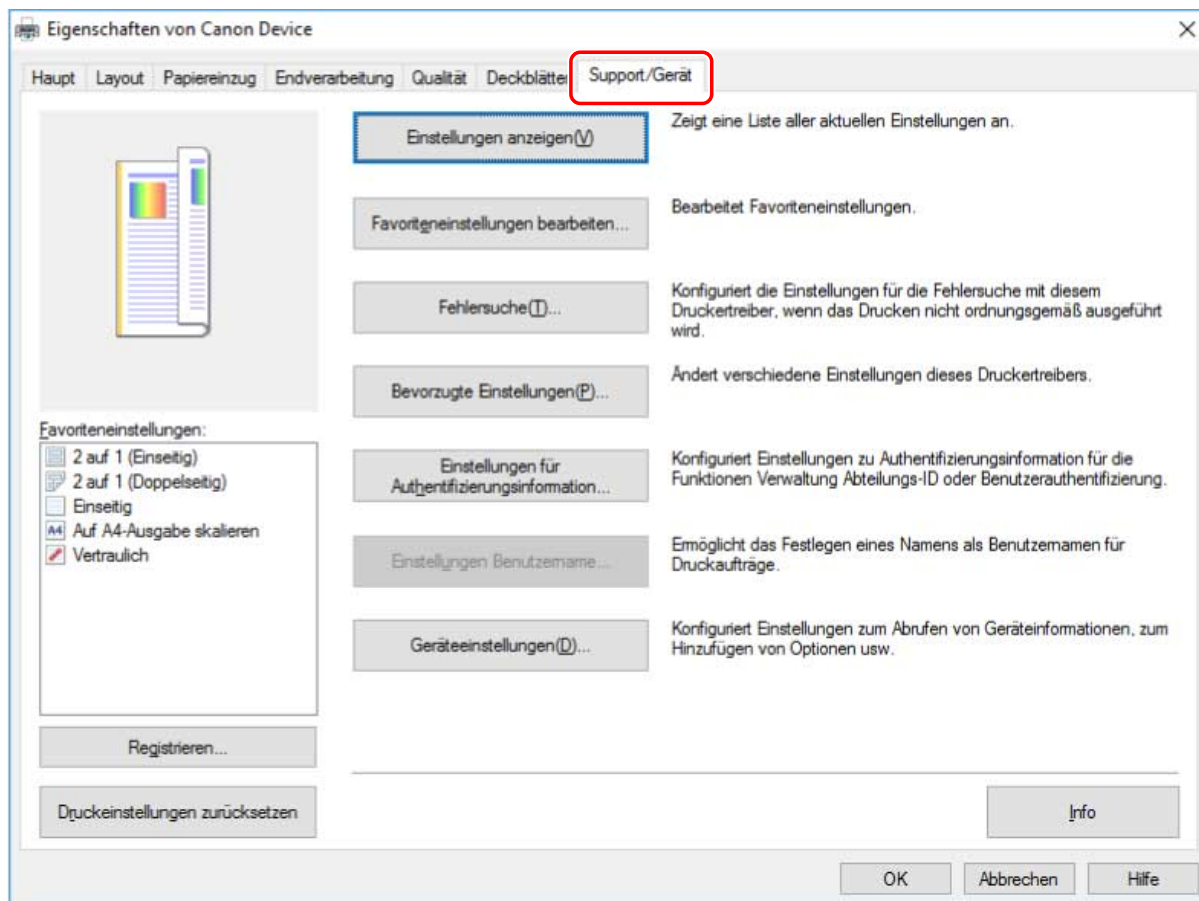 Eigenschaften von Canon Device
Haupt Layout Papiereinzug Endverarbeitung Qualität Deckblätter Support/Gerät
Einstellungen anzeigen(V)
Zeigt eine Liste aller aktuellen Einstellungen an.
Favoriteneinstellungen bearbeiten...
Bearbeitet Favoriteneinstellungen.
Fehlersuche(T)...
Konfiguriert die Einstellungen für die Fehlersuche mit diesem
Druckertreiber, wenn das Drucken nicht ordnungsgemäß ausgeführt
wird.
Bevorzugte Einstellungen(P)...
Ändert verschiedene Einstellungen dieses Druckertreibers.
Favoriteneinstellungen:
2 auf 1 (Einseitig)
2 auf 1 (Doppelseitig)
Einseitig
A4 Auf A4-Ausgabe skalieren
Vertraulich
Einstellungen für
Authentifizierungsinformation...
Konfiguriert Einstellungen zu Authentifizierungsinformation für die
Funktionen Verwaltung Abteilungs-ID oder Benutzerauthentifizierung.
Einstellungen Benutzername...
Ermöglicht das Festlegen eines Namens als Benutzernamen für
Druckaufträge.
Geräteeinstellungen(D)...
Konfiguriert Einstellungen zum Abrufen von Geräteinformationen, zum
Hinzufügen von Optionen usw.
Registrieren...
Druckeinstellungen zurücksetzen
Info
OK Abbrechen Hilfe